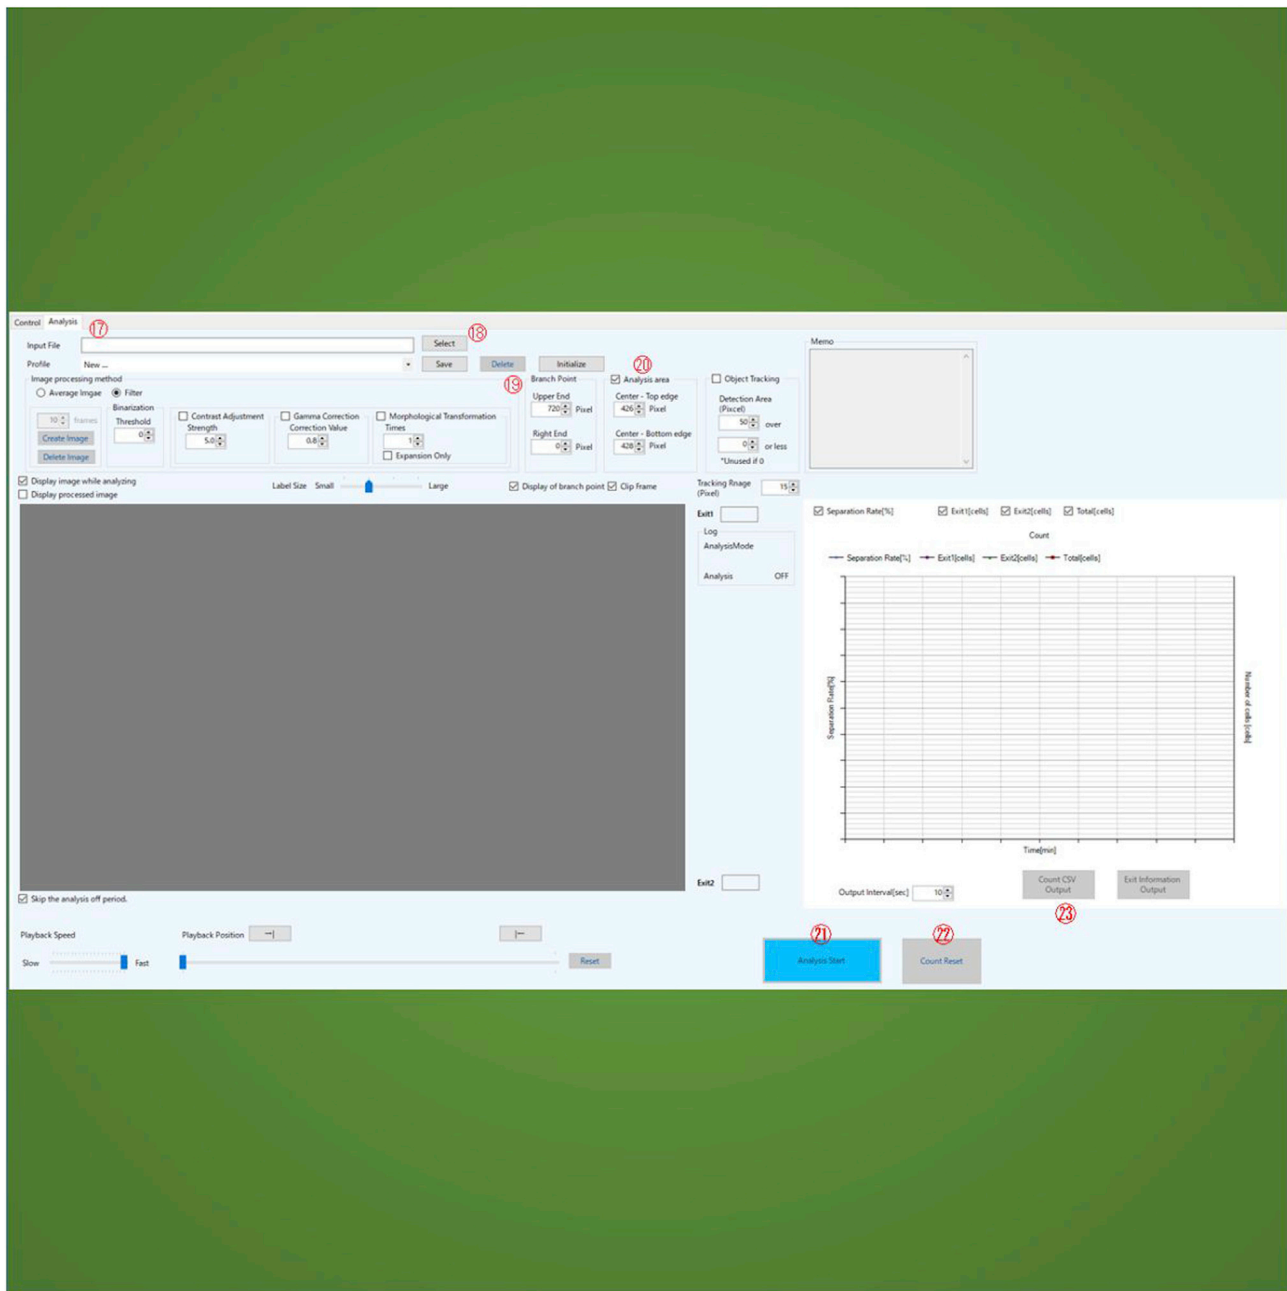 Control Analysis
⑰ ⑱
Input File Select
Profile New ... Save Delete Initialize
⑲ ⑳
Image processing method
Average Imgae Filter
10 frames
Create Image
Delete Image
Binarization
Threshold
0
Contrast Adjustment
Strength
5.0
Gamma Correction
Correction Value
0.8
Morphological Transformation
Times
1
Expansion Only
Branch Point
Upper End
720 Pixel
Right End
0 Pixel
Analysis area
Center - Top edge
426 Pixel
Center - Bottom edge
428 Pixel
Object Tracking
Detection Area
(Pixcel)
50 over
0 or less
*Unused if 0
Memo
Display image while analyzing
Display processed image
Label Size Small Large
Display of branch point Clip frame
Tracking Rnage
(Pixel)
15
Exit1
Log
AnalysisMode
Analysis OFF
Separation Rate[%] Exit1[cells] Exit2[cells] Total[cells]
Count
Separation Rate[%] Exit1[cells] Exit2[cells] Total[cells]
Separation Rate[%]
Number of cells [cells]
Time[min]
Exit2
Output Interval[sec] 10
Count CSV
Output
Exit Information
Output
㉓
Skip the analysis off period.
Playback Speed
Slow Fast
Playback Position →| |←
Reset
㉑ ㉒
Analysis Start
Count Reset